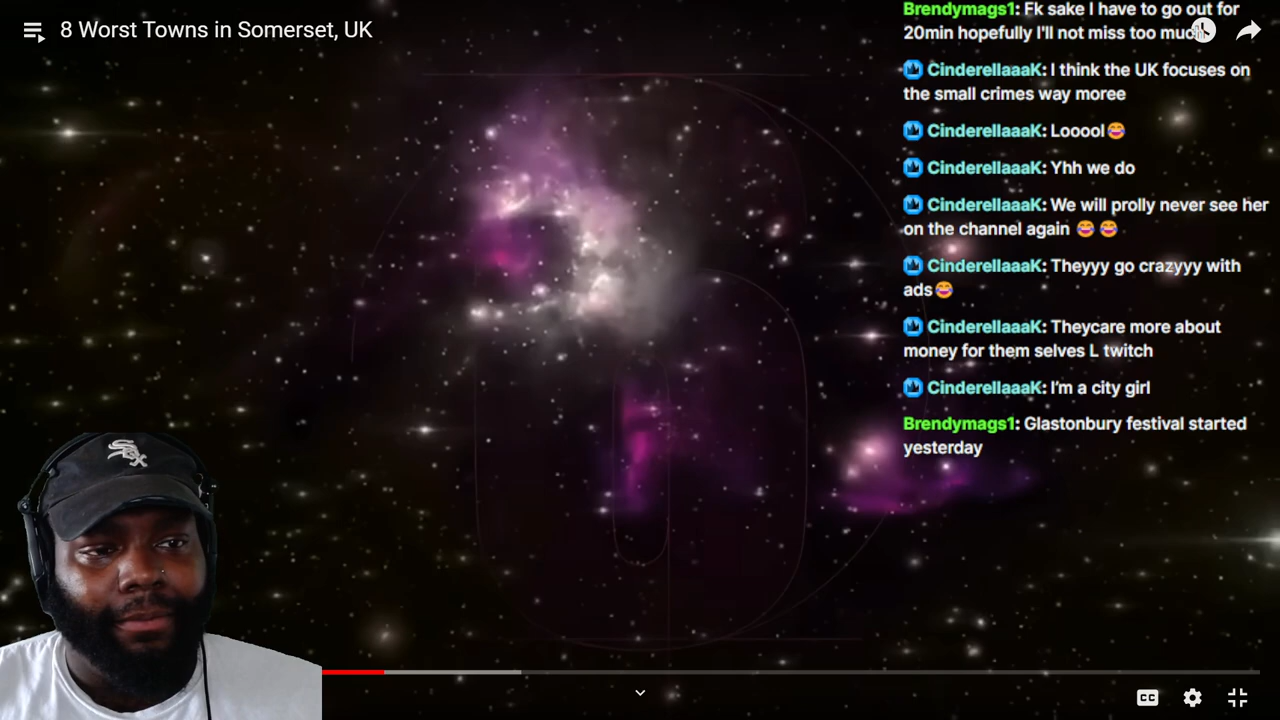 8 Worst Towns in Somerset, UK
Brendymags1: Fk sake I have to go out for
20min hopefully I'll not miss too much
CinderellaaaK: I think the UK focuses on
the small crimes way moree
CinderellaaaK: Looool😂
CinderellaaaK: Yhh we do
CinderellaaaK: We will prolly never see her
on the channel again 😂 😂
CinderellaaaK: Theyyy go crazyyy with
ads😂
CinderellaaaK: Theycare more about
money for them selves L twitch
CinderellaaaK: I'm a city girl
Brendymags1: Glastonbury festival started
yesterday
Sox
CC